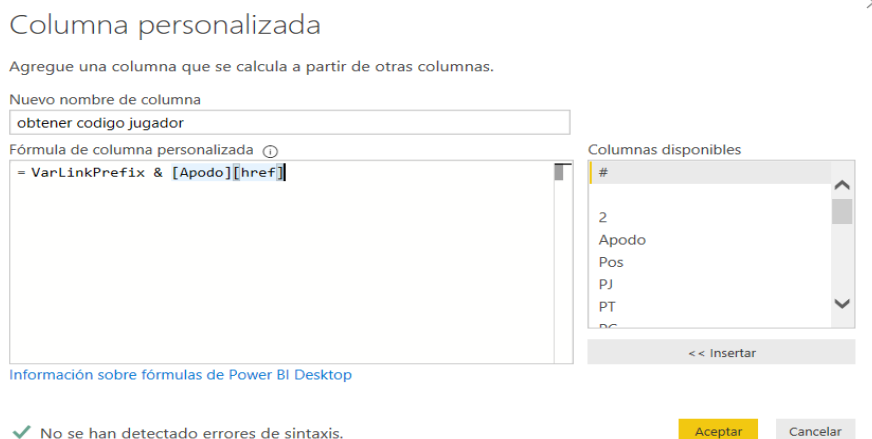 Columna personalizada
Agregue una columna que se calcula a partir de otras columnas.
Nuevo nombre de columna
obtener codigo jugador
Fórmula de columna personalizada
Columnas disponibles
= VarLinkPrefix & [Apodo][href]
#
2
Apodo
Pos
PJ
PT
<< Insertar
Información sobre fórmulas de Power BI Desktop
No se han detectado errores de sintaxis.
Aceptar
Cancelar